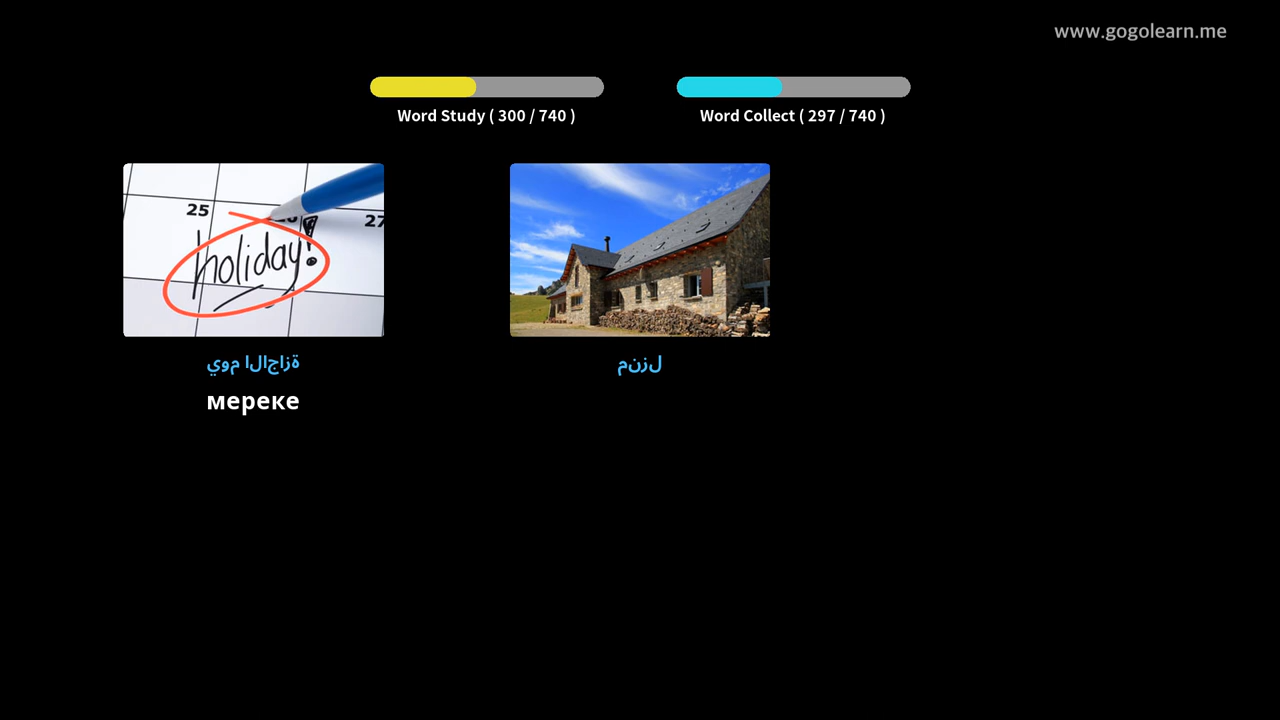 www.gogolearn.me
Word Study ( 300 / 740 )
Word Collect ( 297 / 740 )
25
27
holiday!
يوم الاجازة
منزل
мереке